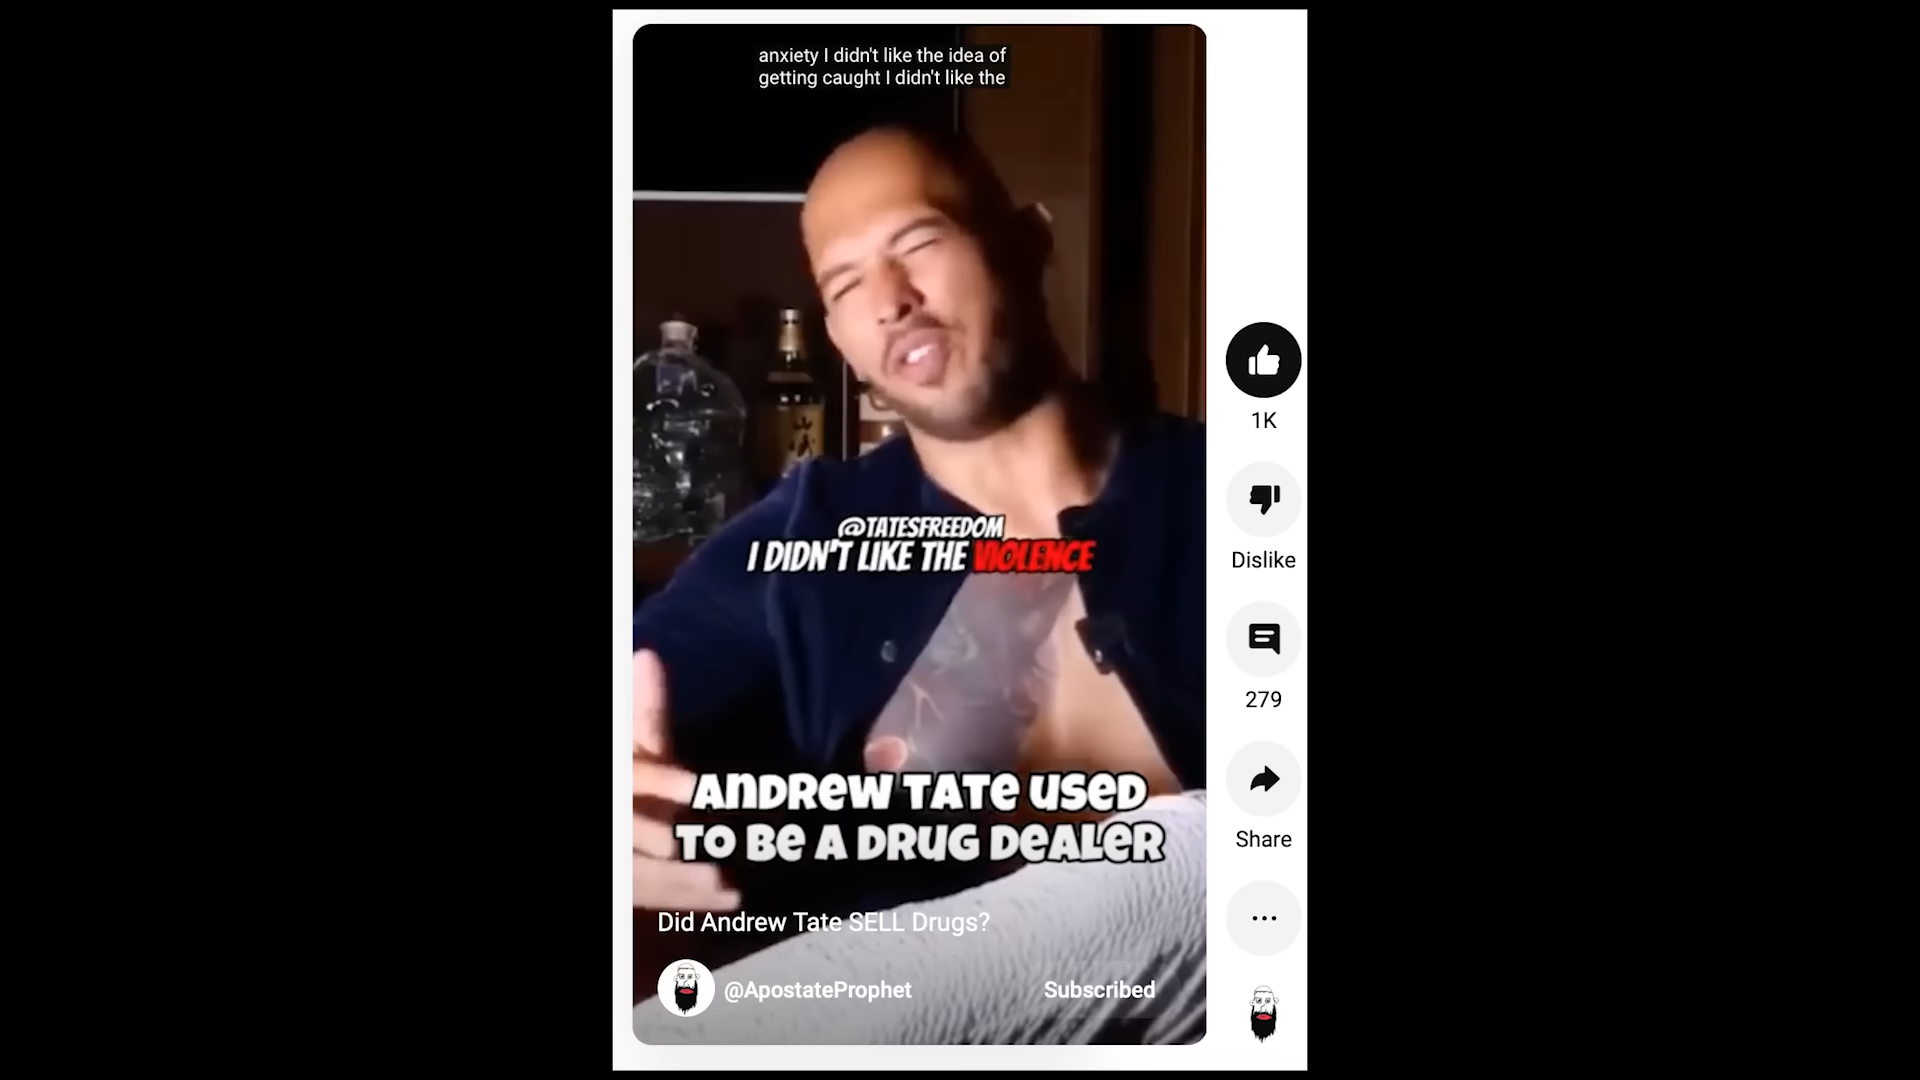 anxiety I didn't like the idea of
getting caught I didn't like the
@TATESFREEDOM
I DIDN'T LIKE THE VIOLENCE
ANDREW TATE USED
TO BE A DRUG DEALER
Did Andrew Tate SELL Drugs?
@ApostateProphet
Subscribed
1K
Dislike
279
Share